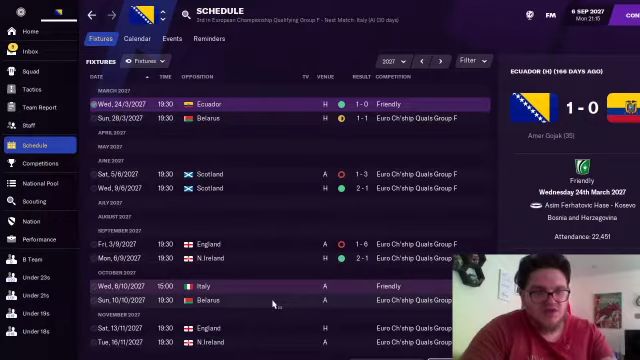 SCHEDULE
3rd in European Championship Qualifying Group F - Next Match: Italy (A) (30 days)
FM
6 SEP 2027
Mon 21:15
CON
Home
Inbox
Squad
Tactics
Team Report
Staff
Schedule
Competitions
National Pool
Scouting
Nation
Performance
B Team
Under 23s
Under 21s
Under 19s
Under 18s
Fixtures
Calendar
Events
Reminders
FIXTURES
Fixtures
2027
Filter
DATE TIME OPPOSITION TV VENUE RESULT COMPETITION
MARCH 2027
Wed, 24/3/2027 19:30 Ecuador H 1-0 Friendly
Sun, 28/3/2027 19:30 Belarus H 1-1 Euro Ch'ship Quals Group F
APRIL 2027
MAY 2027
JUNE 2027
Sat, 5/6/2027 19:30 Scotland A 1-3 Euro Ch'ship Quals Group F
Wed, 9/6/2027 19:30 Scotland H 2-1 Euro Ch'ship Quals Group F
JULY 2027
AUGUST 2027
SEPTEMBER 2027
Fri, 3/9/2027 19:30 England A 1-6 Euro Ch'ship Quals Group F
Mon, 6/9/2027 19:30 N.Ireland H 2-1 Euro Ch'ship Quals Group F
OCTOBER 2027
Wed, 6/10/2027 15:00 Italy A Friendly
Sun, 10/10/2027 19:30 Belarus A Euro Ch'ship Quals Group
NOVEMBER 2027
Sat, 13/11/2027 19:30 England H Euro Ch'ship Quals Group
Tue, 16/11/2027 19:30 N.Ireland A Euro Ch'ship Quals Group
ECUADOR (H) (166 DAYS AGO)
1-0
Amer Gojak (35)
Friendly
Wednesday 24th March 2027
Asim Ferhatovic Hase - Kosevo
Bosnia and Herzegovina
Attendance: 22,451